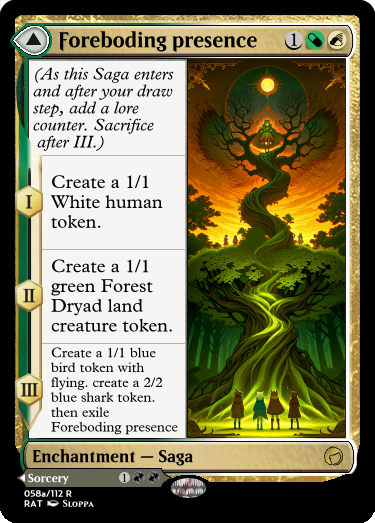 Foreboding presence 1
(As this Saga enters
and after your draw
step, add a lore
counter. Sacrifice
after III.)
I
Create a 1/1
White human
token.
II
Create a 1/1
green Forest
Dryad land
creature token.
III
Create a 1/1 blue
bird token with
flying. create a 2/2
blue shark token.
then exile
Foreboding presence
Enchantment — Saga
Sorcery 1
058a/112 R
RAT SLOPPA